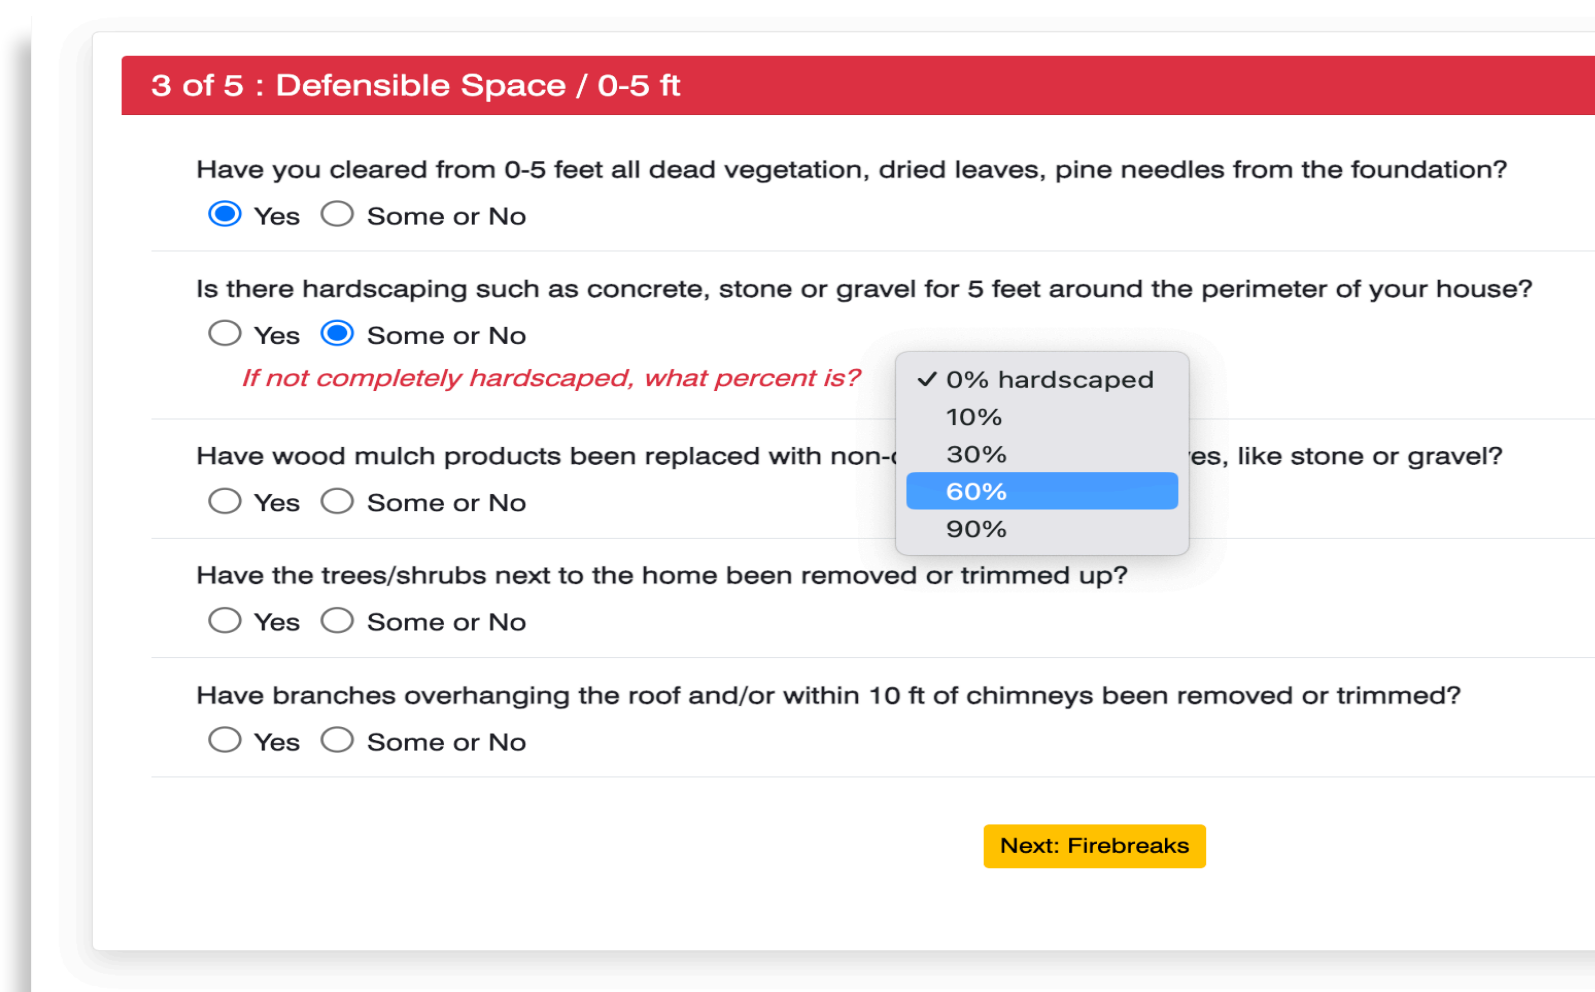 3 of 5 : Defensible Space / 0-5 ft
Have you cleared from 0-5 feet all dead vegetation, dried leaves, pine needles from the foundation?
Yes Some or No
Is there hardscaping such as concrete, stone or gravel for 5 feet around the perimeter of your house?
Yes Some or No
If not completely hardscaped, what percent is?
✓ 0% hardscaped
10%
30%
60%
90%
Have wood mulch products been replaced with like stone or gravel?
Yes Some or No
Have the trees/shrubs next to the home been removed or trimmed up?
Yes Some or No
Have branches overhanging the roof and/or within 10 ft of chimneys been removed or trimmed?
Yes Some or No
Next: Firebreaks